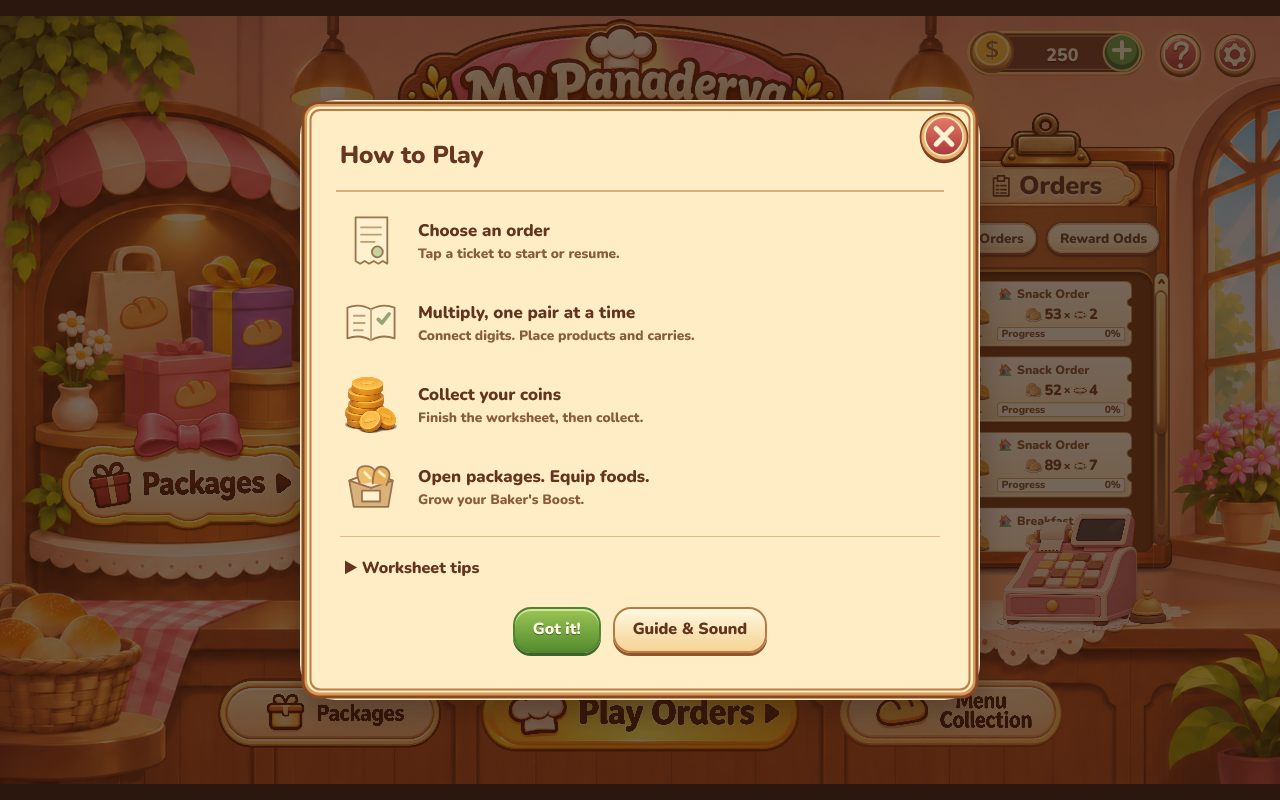 My Panaderya
$ 250 +
?
How to Play
Choose an order
Tap a ticket to start or resume.
Multiply, one pair at a time
Connect digits. Place products and carries.
Collect your coins
Finish the worksheet, then collect.
Open packages. Equip foods.
Grow your Baker's Boost.
▶ Worksheet tips
Got it!
Guide & Sound
Orders
Orders
Reward Odds
Snack Order
53 × 2
Progress 0%
Snack Order
52 × 4
Progress 0%
Snack Order
89 × 7
Progress 0%
Breakfast
Packages
Packages
Play Orders
Menu
Collection